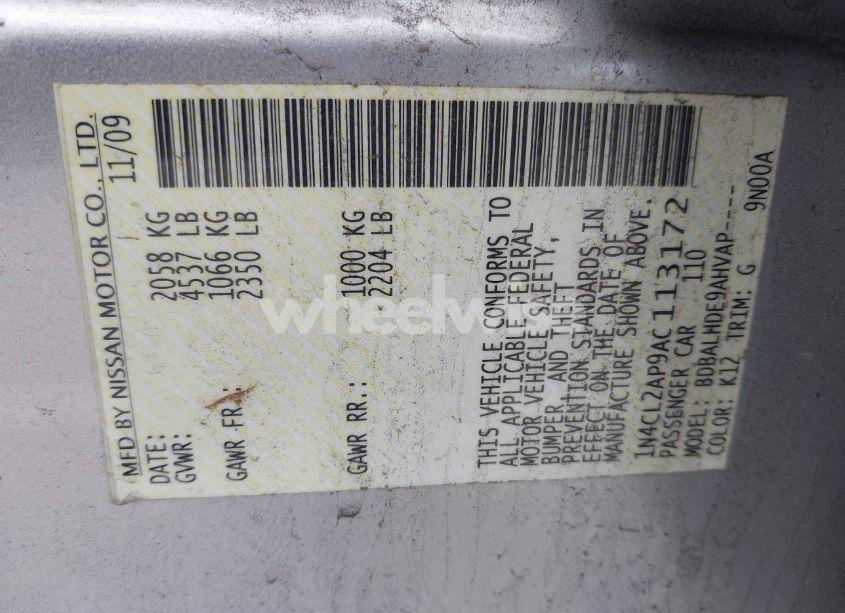 MFD BY NISSAN MOTOR CO., LTD.
DATE: 11/09
GVWR: 2058 KG
4537 LB
GAWR FR.: 1066 KG
2350 LB
GAWR RR.: 1000 KG
2204 LB
THIS VEHICLE CONFORMS TO
ALL APPLICABLE FEDERAL
MOTOR VEHICLE SAFETY,
BUMPER, AND THEFT
PREVENTION STANDARDS IN
EFFECT ON THE DATE OF
MANUFACTURE SHOWN ABOVE.
1N4CL2AP9AC113172
PASSENGER CAR 110
MODEL: BDBALHDE9AHVAP-----
COLOR: K12 TRIM: G 9N00A